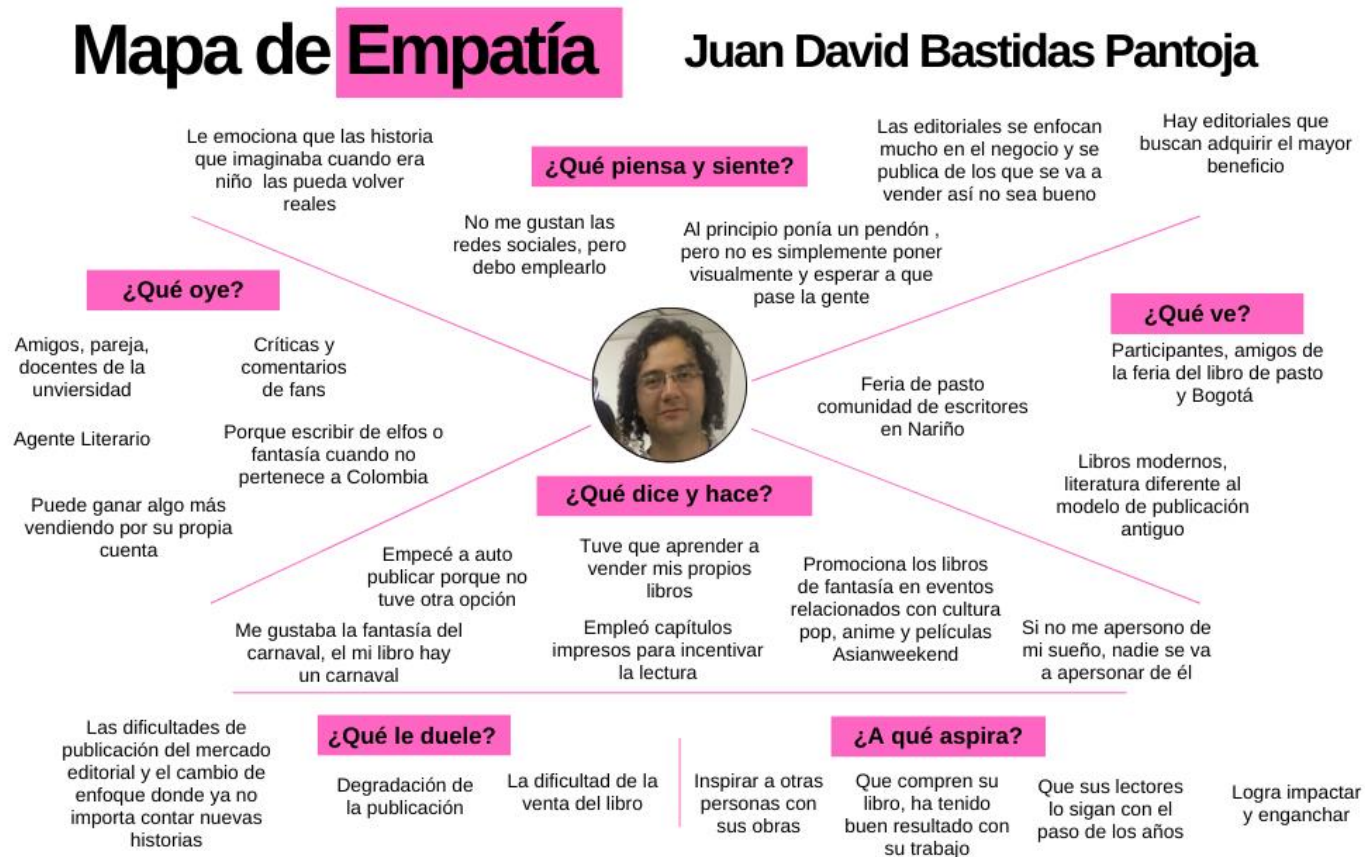 Mapa de Empatía
Juan David Bastidas Pantoja
Le emociona que las historia
que imaginaba cuando era
niño las pueda volver
reales
¿Qué piensa y siente?
No me gustan las
redes sociales, pero
debo emplearlo
Al principio ponía un pendón ,
pero no es simplemente poner
visualmente y esperar a que
pase la gente
Las editoriales se enfocan
mucho en el negocio y se
publica de los que se va a
vender así no sea bueno
Hay editoriales que
buscan adquirir el mayor
beneficio
¿Qué oye?
Amigos, pareja,
docentes de la
unviersidad
Críticas y
comentarios
de fans
Agente Literario
Porque escribir de elfos o
fantasía cuando no
pertenece a Colombia
Puede ganar algo más
vendiendo por su propia
cuenta
¿Qué ve?
Participantes, amigos de
la feria del libro de pasto
y Bogotá
Feria de pasto
comunidad de escritores
en Nariño
Libros modernos,
literatura diferente al
modelo de publicación
antiguo
¿Qué dice y hace?
Empecé a auto
publicar porque no
tuve otra opción
Tuve que aprender a
vender mis propios
libros
Promociona los libros
de fantasía en eventos
relacionados con cultura
pop, anime y películas
Asianweekend
Me gustaba la fantasía del
carnaval, el mi libro hay
un carnaval
Empleó capítulos
impresos para incentivar
la lectura
Si no me apersono de
mi sueño, nadie se va
a apersonar de él
¿Qué le duele?
Las dificultades de
publicación del mercado
editorial y el cambio de
enfoque donde ya no
importa contar nuevas
historias
Degradación de
la publicación
La dificultad de la
venta del libro
¿A qué aspira?
Inspirar a otras
personas con
sus obras
Que compren su
libro, ha tenido
buen resultado con
su trabajo
Que sus lectores
lo sigan con el
paso de los años
Logra impactar
y enganchar